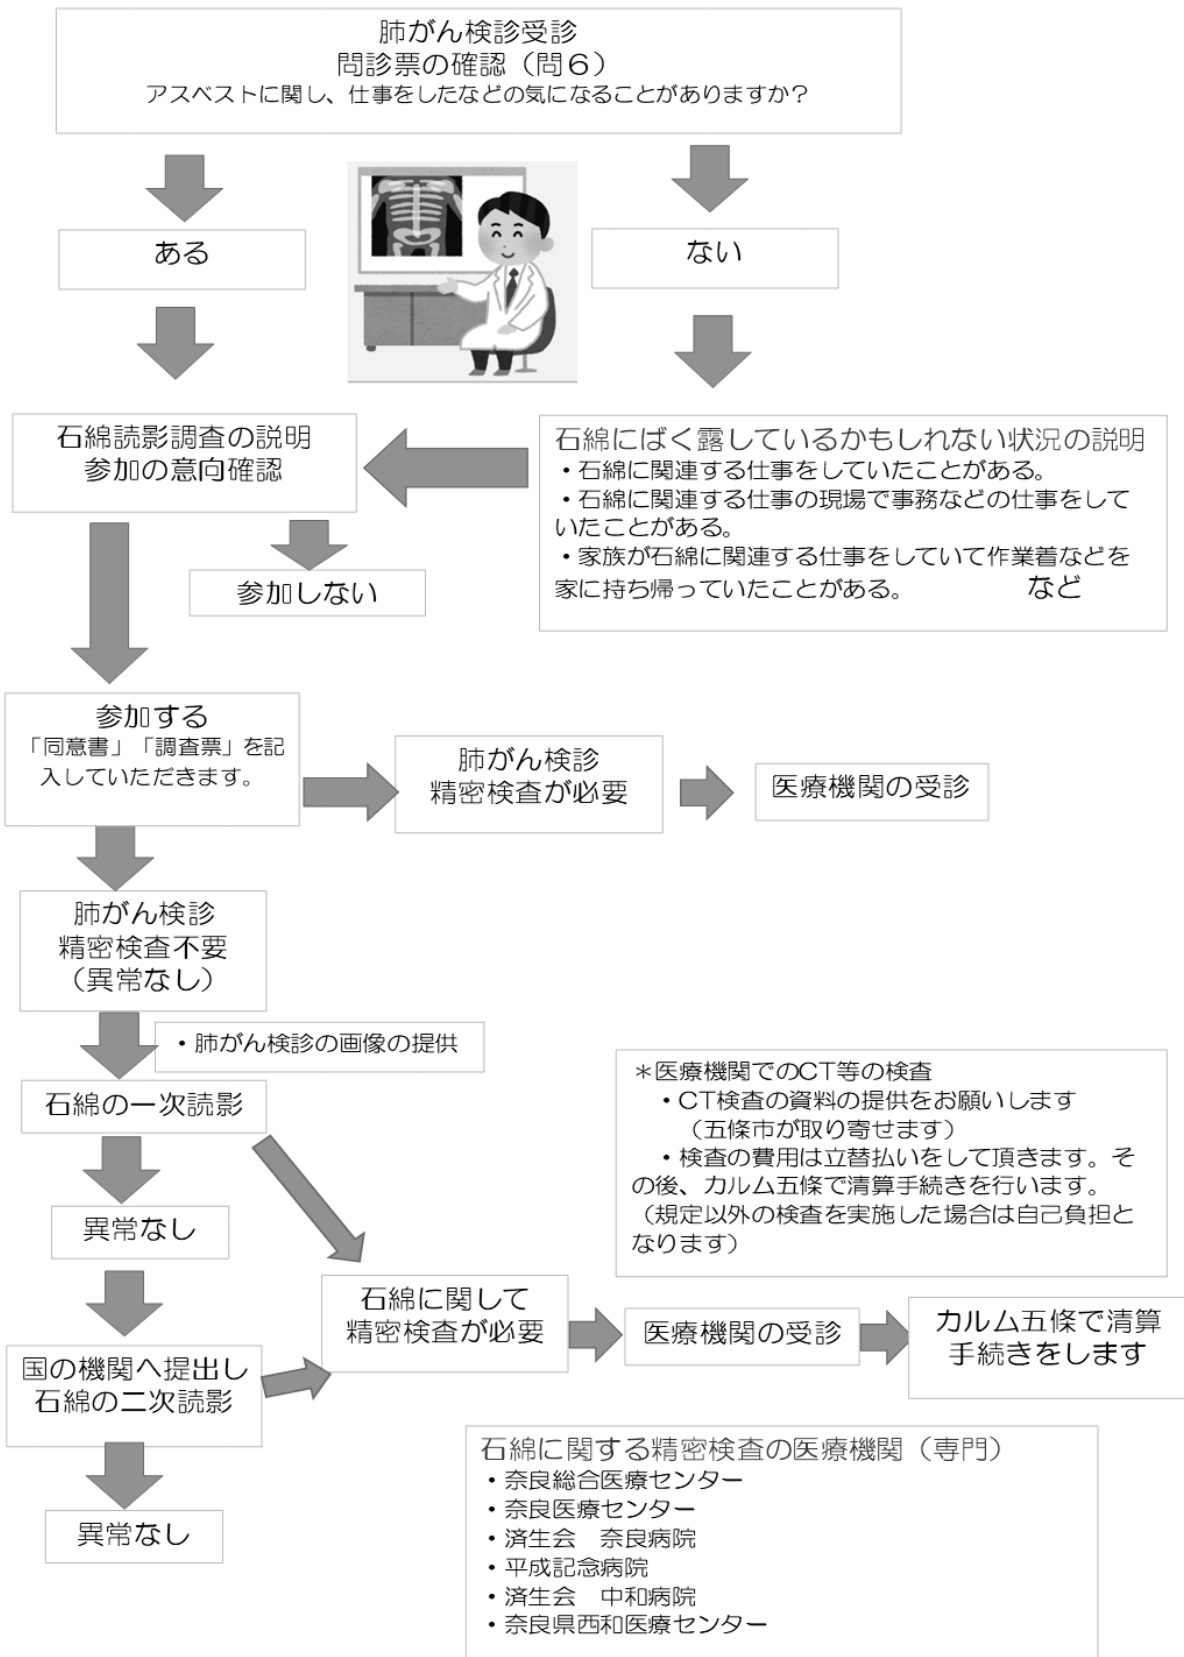 肺がん検診受診
問診票の確認（問６）
アスベストに関し、仕事をしたなどの気になることがありますか？
ある
ない
石綿読影調査の説明
参加の意向確認
石綿にばく露しているかもしれない状況の説明
・石綿に関連する仕事をしていたことがある。
・石綿に関連する仕事の現場で事務などの仕事をして
いたことがある。
・家族が石綿に関連する仕事をしていて作業着などを
家に持ち帰っていたことがある。　　　　　など
参加しない
参加する
「同意書」「調査票」を記
入していただきます。
肺がん検診
精密検査が必要
医療機関の受診
肺がん検診
精密検査不要
（異常なし）
・肺がん検診の画像の提供
石綿の一次読影
＊医療機関でのCT等の検査
・CT検査の資料の提供をお願いします
（五條市が取り寄せます）
・検査の費用は立替払いをして頂きます。そ
の後、カルム五條で清算手続きを行います。
（規定以外の検査を実施した場合は自己負担と
なります）
異常なし
石綿に関して
精密検査が必要
医療機関の受診
カルム五條で清算
手続きをします
国の機関へ提出し
石綿の二次読影
異常なし
石綿に関する精密検査の医療機関（専門）
・奈良総合医療センター
・奈良医療センター
・済生会　奈良病院
・平成記念病院
・済生会　中和病院
・奈良県西和医療センター